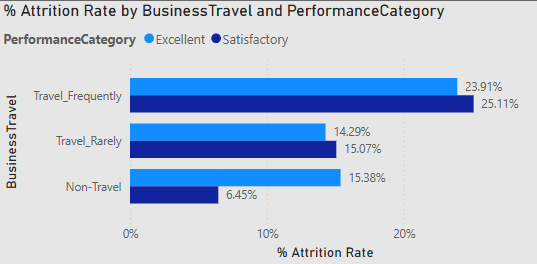 % Attrition Rate by BusinessTravel and PerformanceCategory
PerformanceCategory Excellent Satisfactory
BusinessTravel
Travel_Frequently
23.91%
25.11%
Travel_Rarely
14.29%
15.07%
Non-Travel
15.38%
6.45%
0% 10% 20%
% Attrition Rate